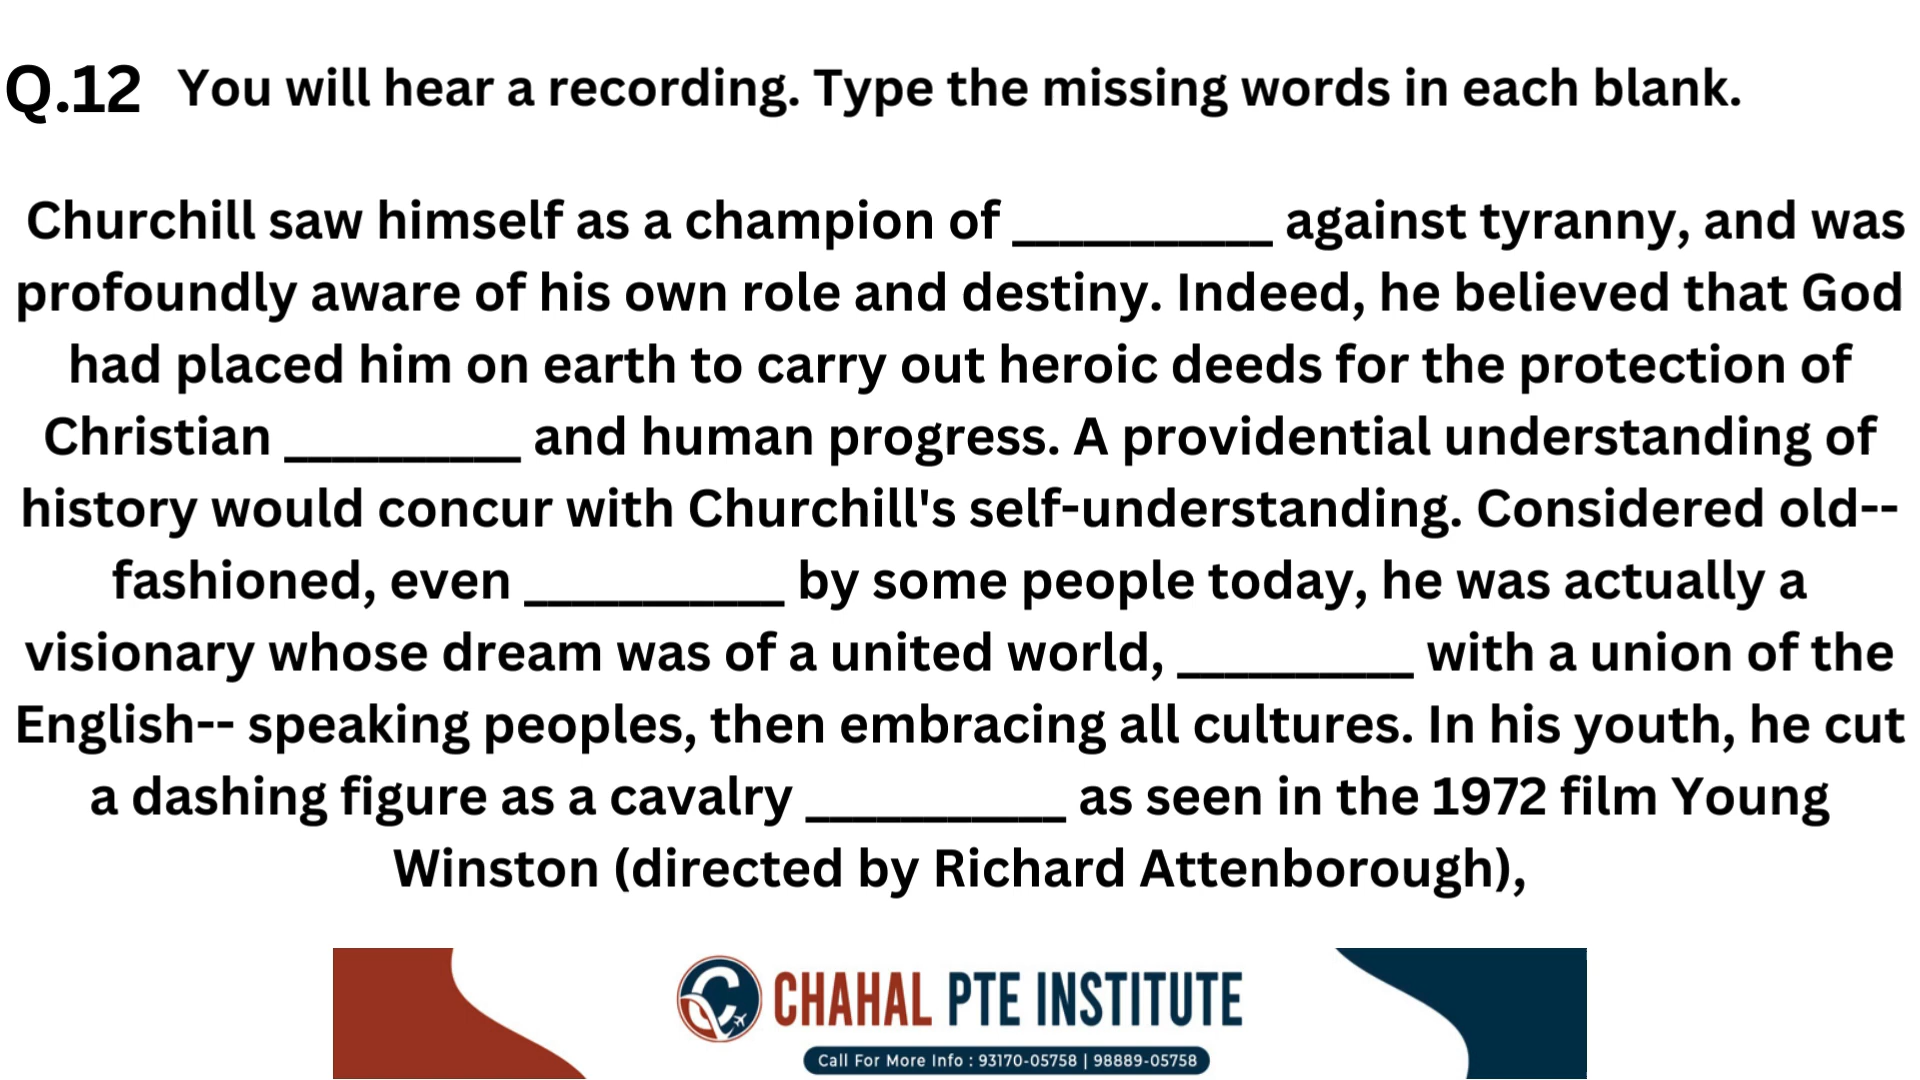 Q.12 You will hear a recording. Type the missing words in each blank.
Churchill saw himself as a champion of ___________ against tyranny, and was
profoundly aware of his own role and destiny. Indeed, he believed that God
had placed him on earth to carry out heroic deeds for the protection of
Christian __________ and human progress. A providential understanding of
history would concur with Churchill's self-understanding. Considered old--
fashioned, even ___________ by some people today, he was actually a
visionary whose dream was of a united world, __________ with a union of the
English-- speaking peoples, then embracing all cultures. In his youth, he cut
a dashing figure as a cavalry ___________ as seen in the 1972 film Young
Winston (directed by Richard Attenborough),
CHAHAL PTE INSTITUTE
Call For More Info : 93170-05758 | 98889-05758